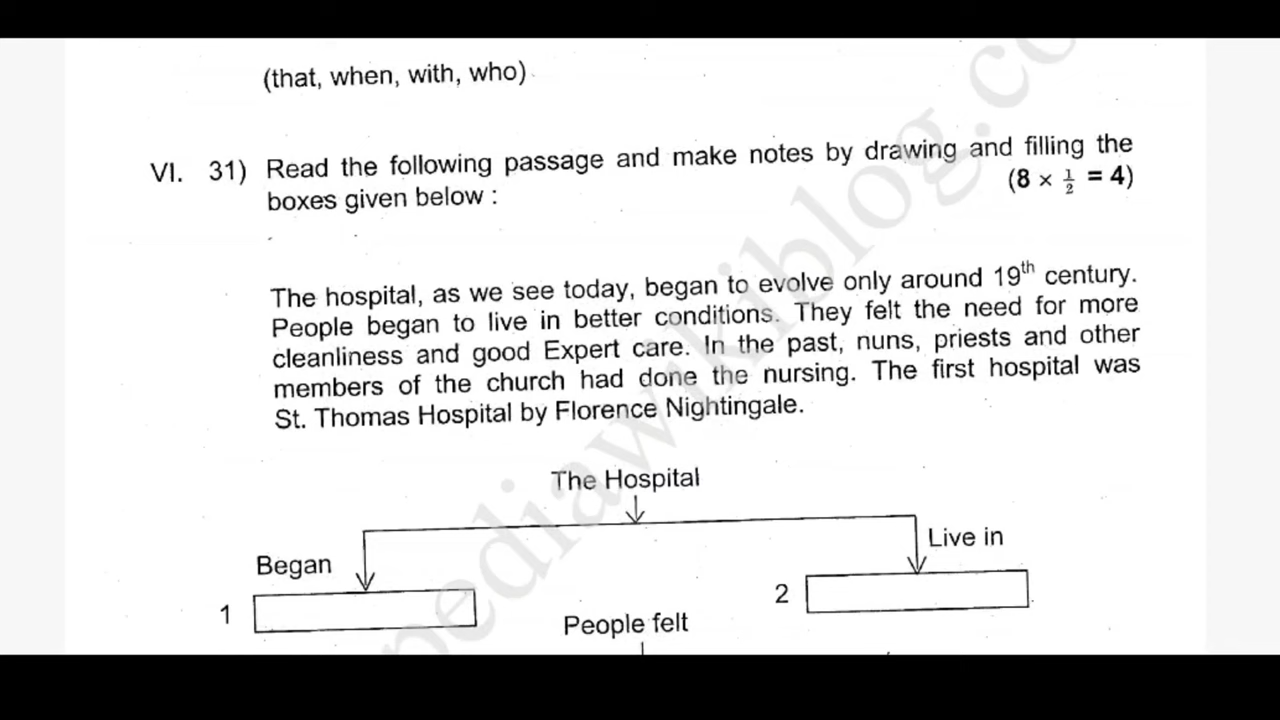 (that, when, with, who)
VI. 31) Read the following passage and make notes by drawing and filling the
boxes given below : (8 × 1/2 = 4)
The hospital, as we see today, began to evolve only around 19th century.
People began to live in better conditions. They felt the need for more
cleanliness and good Expert care. In the past, nuns, priests and other
members of the church had done the nursing. The first hospital was
St. Thomas Hospital by Florence Nightingale.
The Hospital
Began
Live in
1
2
People felt
pediawikiblog.co